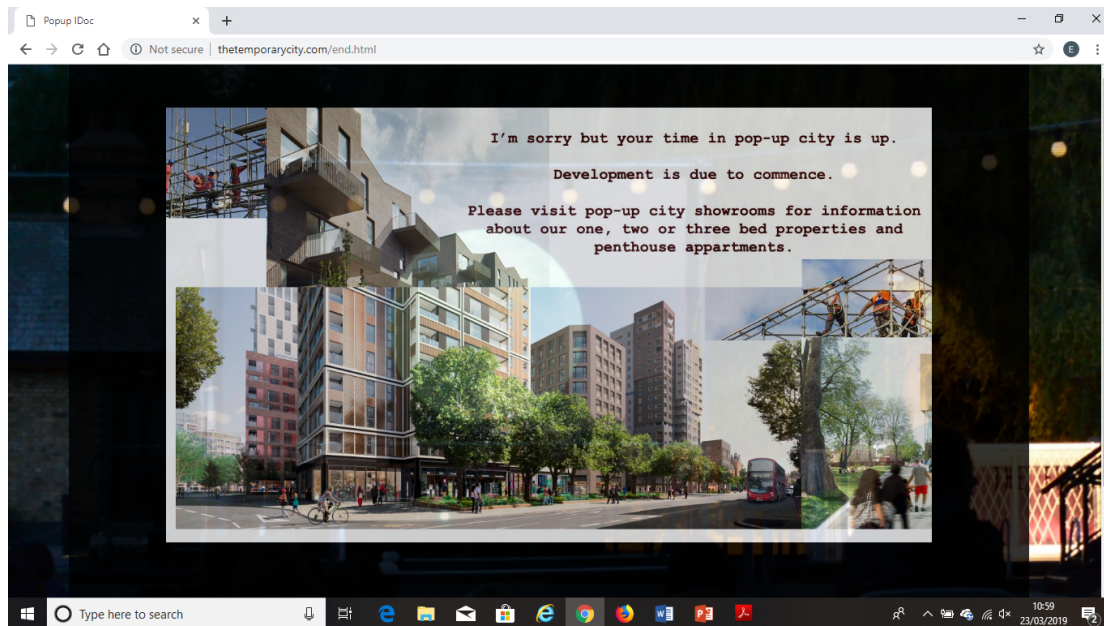 Popup IDoc
Not secure | thetemporarycity.com/end.html
E
I'm sorry but your time in pop-up city is up.
Development is due to commence.
Please visit pop-up city showrooms for information
about our one, two or three bed properties and
penthouse appartments.
Type here to search
10:59
23/03/2019
2